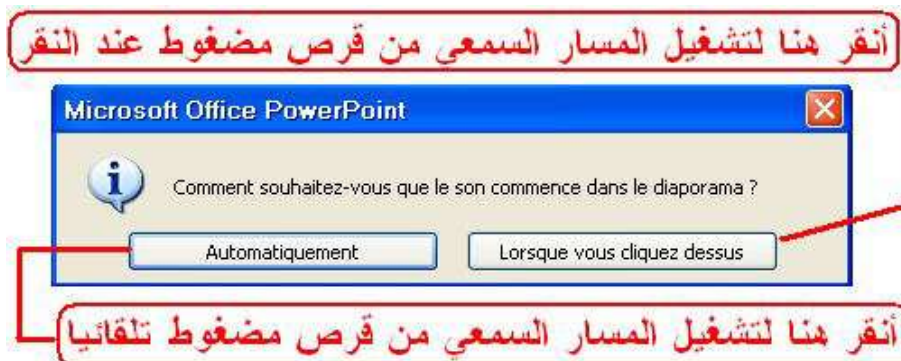 أنقر هنا لتشغيل المسار السمعي من قرص مضغوط عند النقر
Microsoft Office PowerPoint
Comment souhaitez-vous que le son commence dans le diaporama ?
Automatiquement
Lorsque vous cliquez dessus
أنقر هنا لتشغيل المسار السمعي من قرص مضغوط تلقائيا